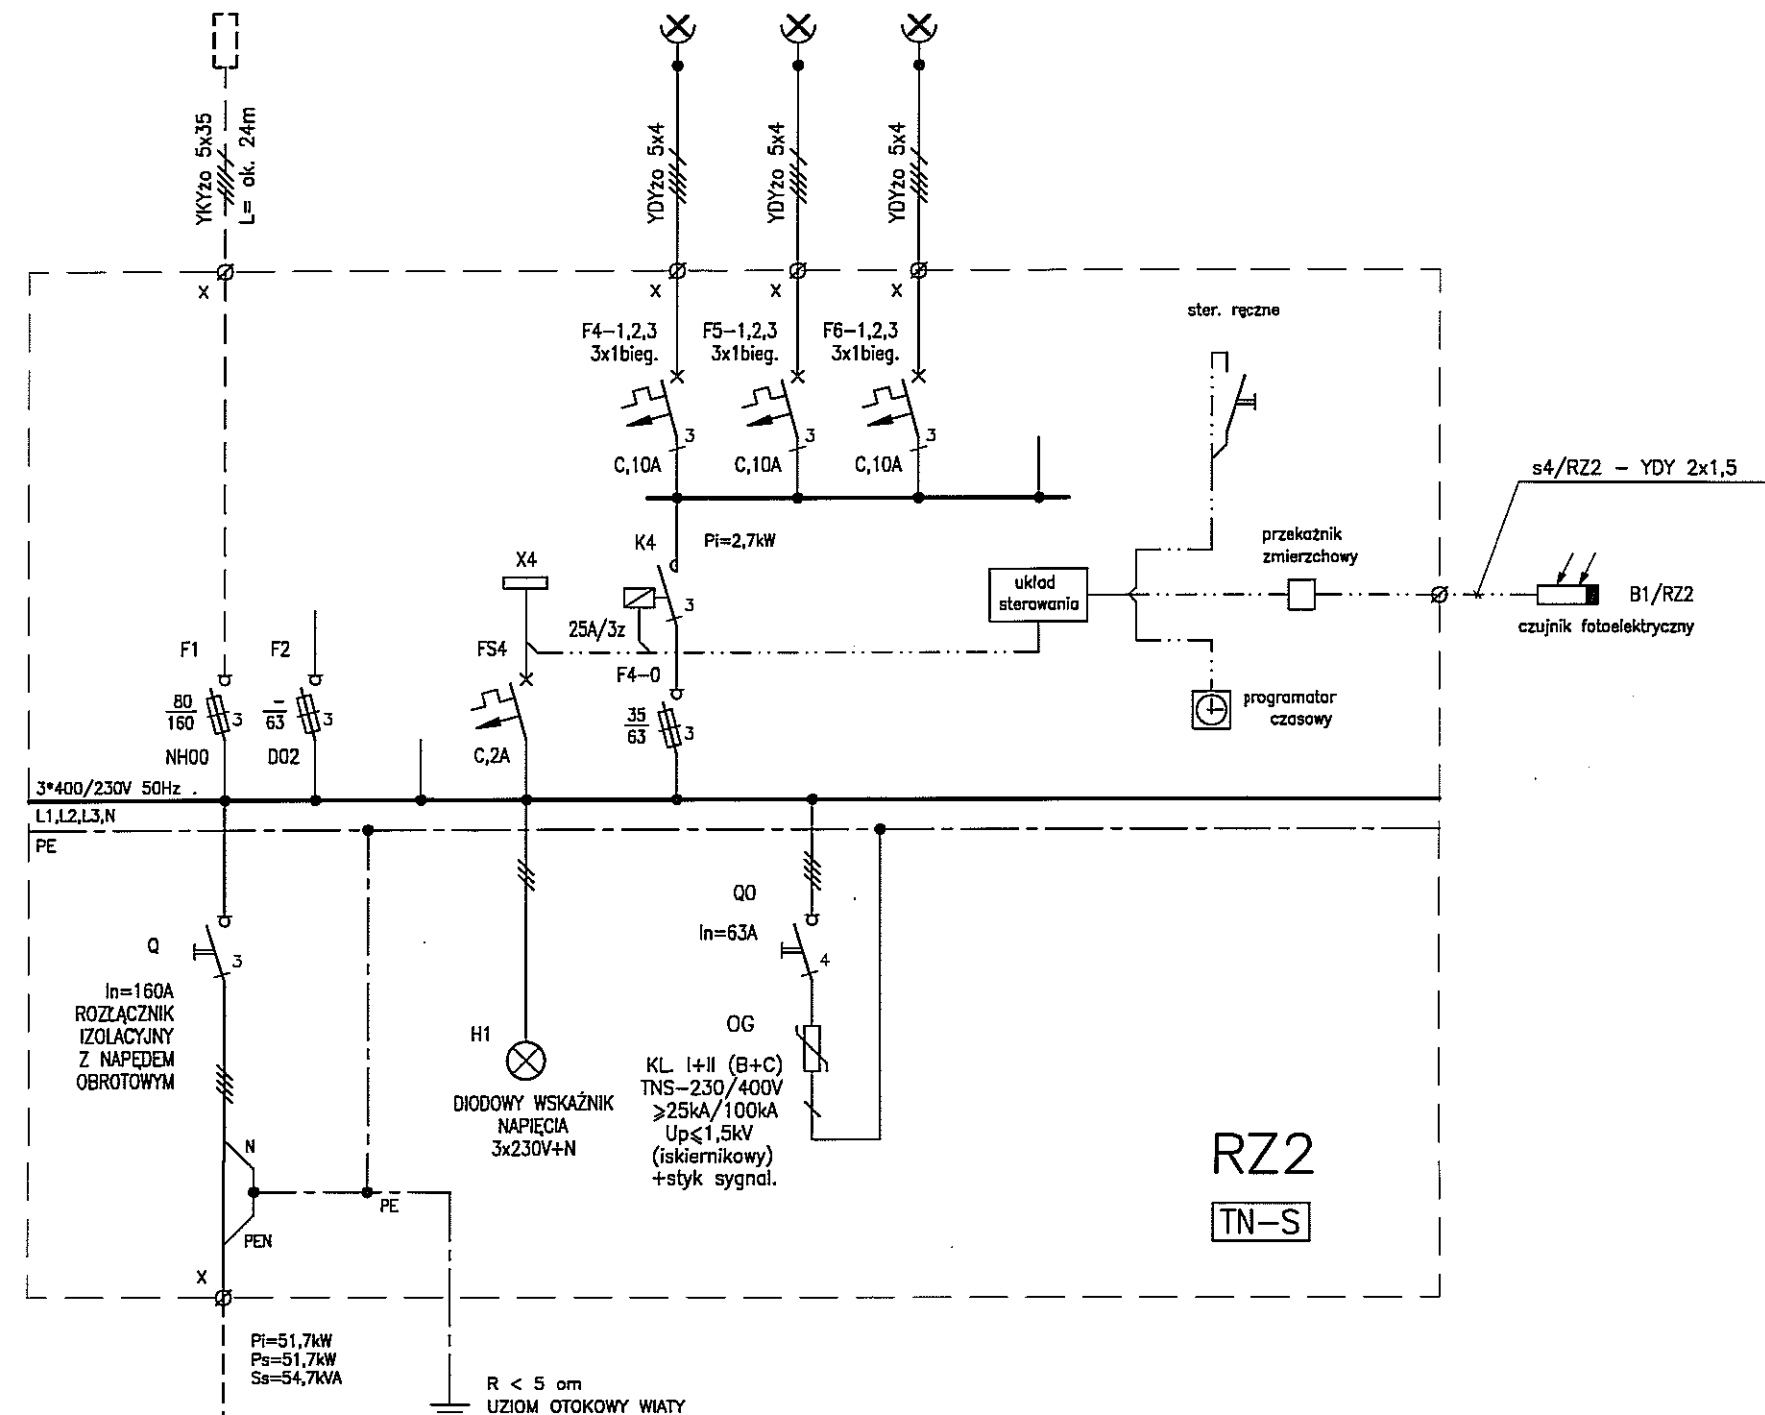 YKYżo 5x35
L= ok. 24m
YDYżo 5x4
YDYżo 5x4
YDYżo 5x4
X
X
X
X
F4-1,2,3
3x1bieg.
F5-1,2,3
3x1bieg.
F6-1,2,3
3x1bieg.
ster. ręczne
3
3
3
C,10A
C,10A
C,10A
s4/RZ2 - YDY 2x1,5
K4
Pi=2,7kW
przekaźnik
zmierzchowy
X4
układ
sterowania
3
25A/3z
B1/RZ2
czujnik fotoelektryczny
F1
F2
FS4
F4-0
80
160
3
-
63
3
35
63
3
programator
czasowy
NH00
D02
C,2A
3*400/230V 50Hz
L1,L2,L3,N
PE
Q
3
In=160A
ROZŁĄCZNIK
IZOLACYJNY
Z NAPĘDEM
OBROTOWYM
Q0
In=63A
4
H1
DIODOWY WSKAŹNIK
NAPIĘCIA
3x230V+N
OG
KL. I+II (B+C)
TNS-230/400V
≥25kA/100kA
Up≤1,5kV
(iskiernikowy)
+styk sygnal.
RZ2
TN-S
N
PE
PEN
X
Pi=51,7kW
Ps=51,7kW
Ss=54,7kVA
R < 5 om
UZIOM OTOKOWY WIATY